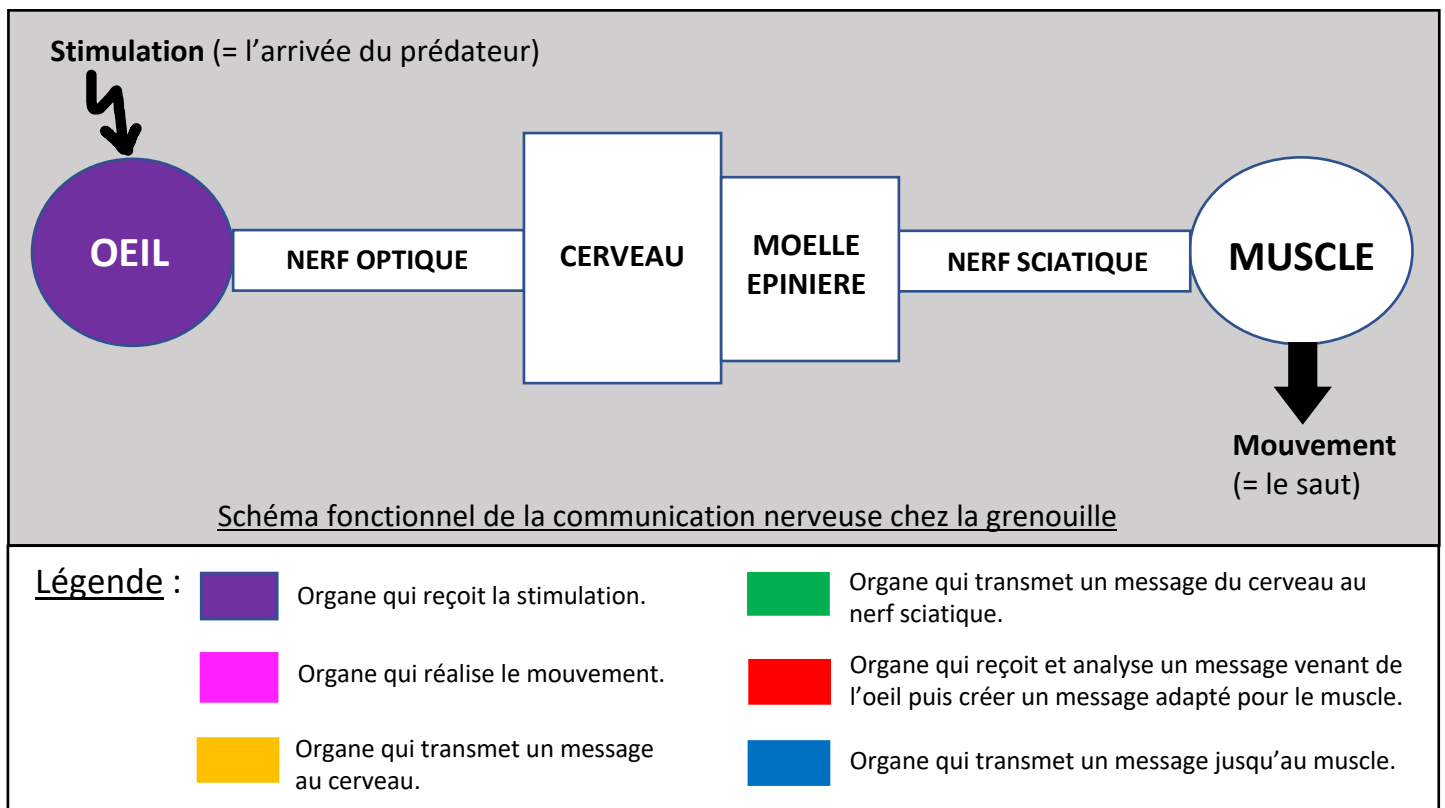 Stimulation (= l'arrivée du prédateur)
OEIL
NERF OPTIQUE
CERVEAU
MOELLE
EPINIERE
NERF SCIATIQUE
MUSCLE
Mouvement
(= le saut)
Schéma fonctionnel de la communication nerveuse chez la grenouille
Légende :
Organe qui reçoit la stimulation.
Organe qui réalise le mouvement.
Organe qui transmet un message
au cerveau.
Organe qui transmet un message du cerveau au
nerf sciatique.
Organe qui reçoit et analyse un message venant de
l'oeil puis créer un message adapté pour le muscle.
Organe qui transmet un message jusqu'au muscle.